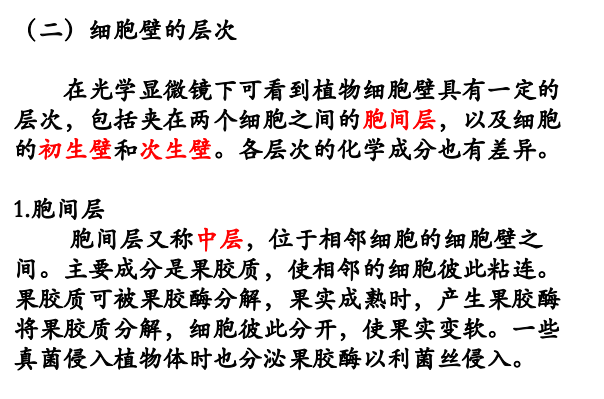 （二）细胞壁的层次
在光学显微镜下可看到植物细胞壁具有一定的
层次，包括夹在两个细胞之间的胞间层，以及细胞
的初生壁和次生壁。各层次的化学成分也有差异。
1.胞间层
胞间层又称中层，位于相邻细胞的细胞壁之
间。主要成分是果胶质，使相邻的细胞彼此粘连。
果胶质可被果胶酶分解，果实成熟时，产生果胶酶
将果胶质分解，细胞彼此分开，使果实变软。一些
真菌侵入植物体时也分泌果胶酶以利菌丝侵入。